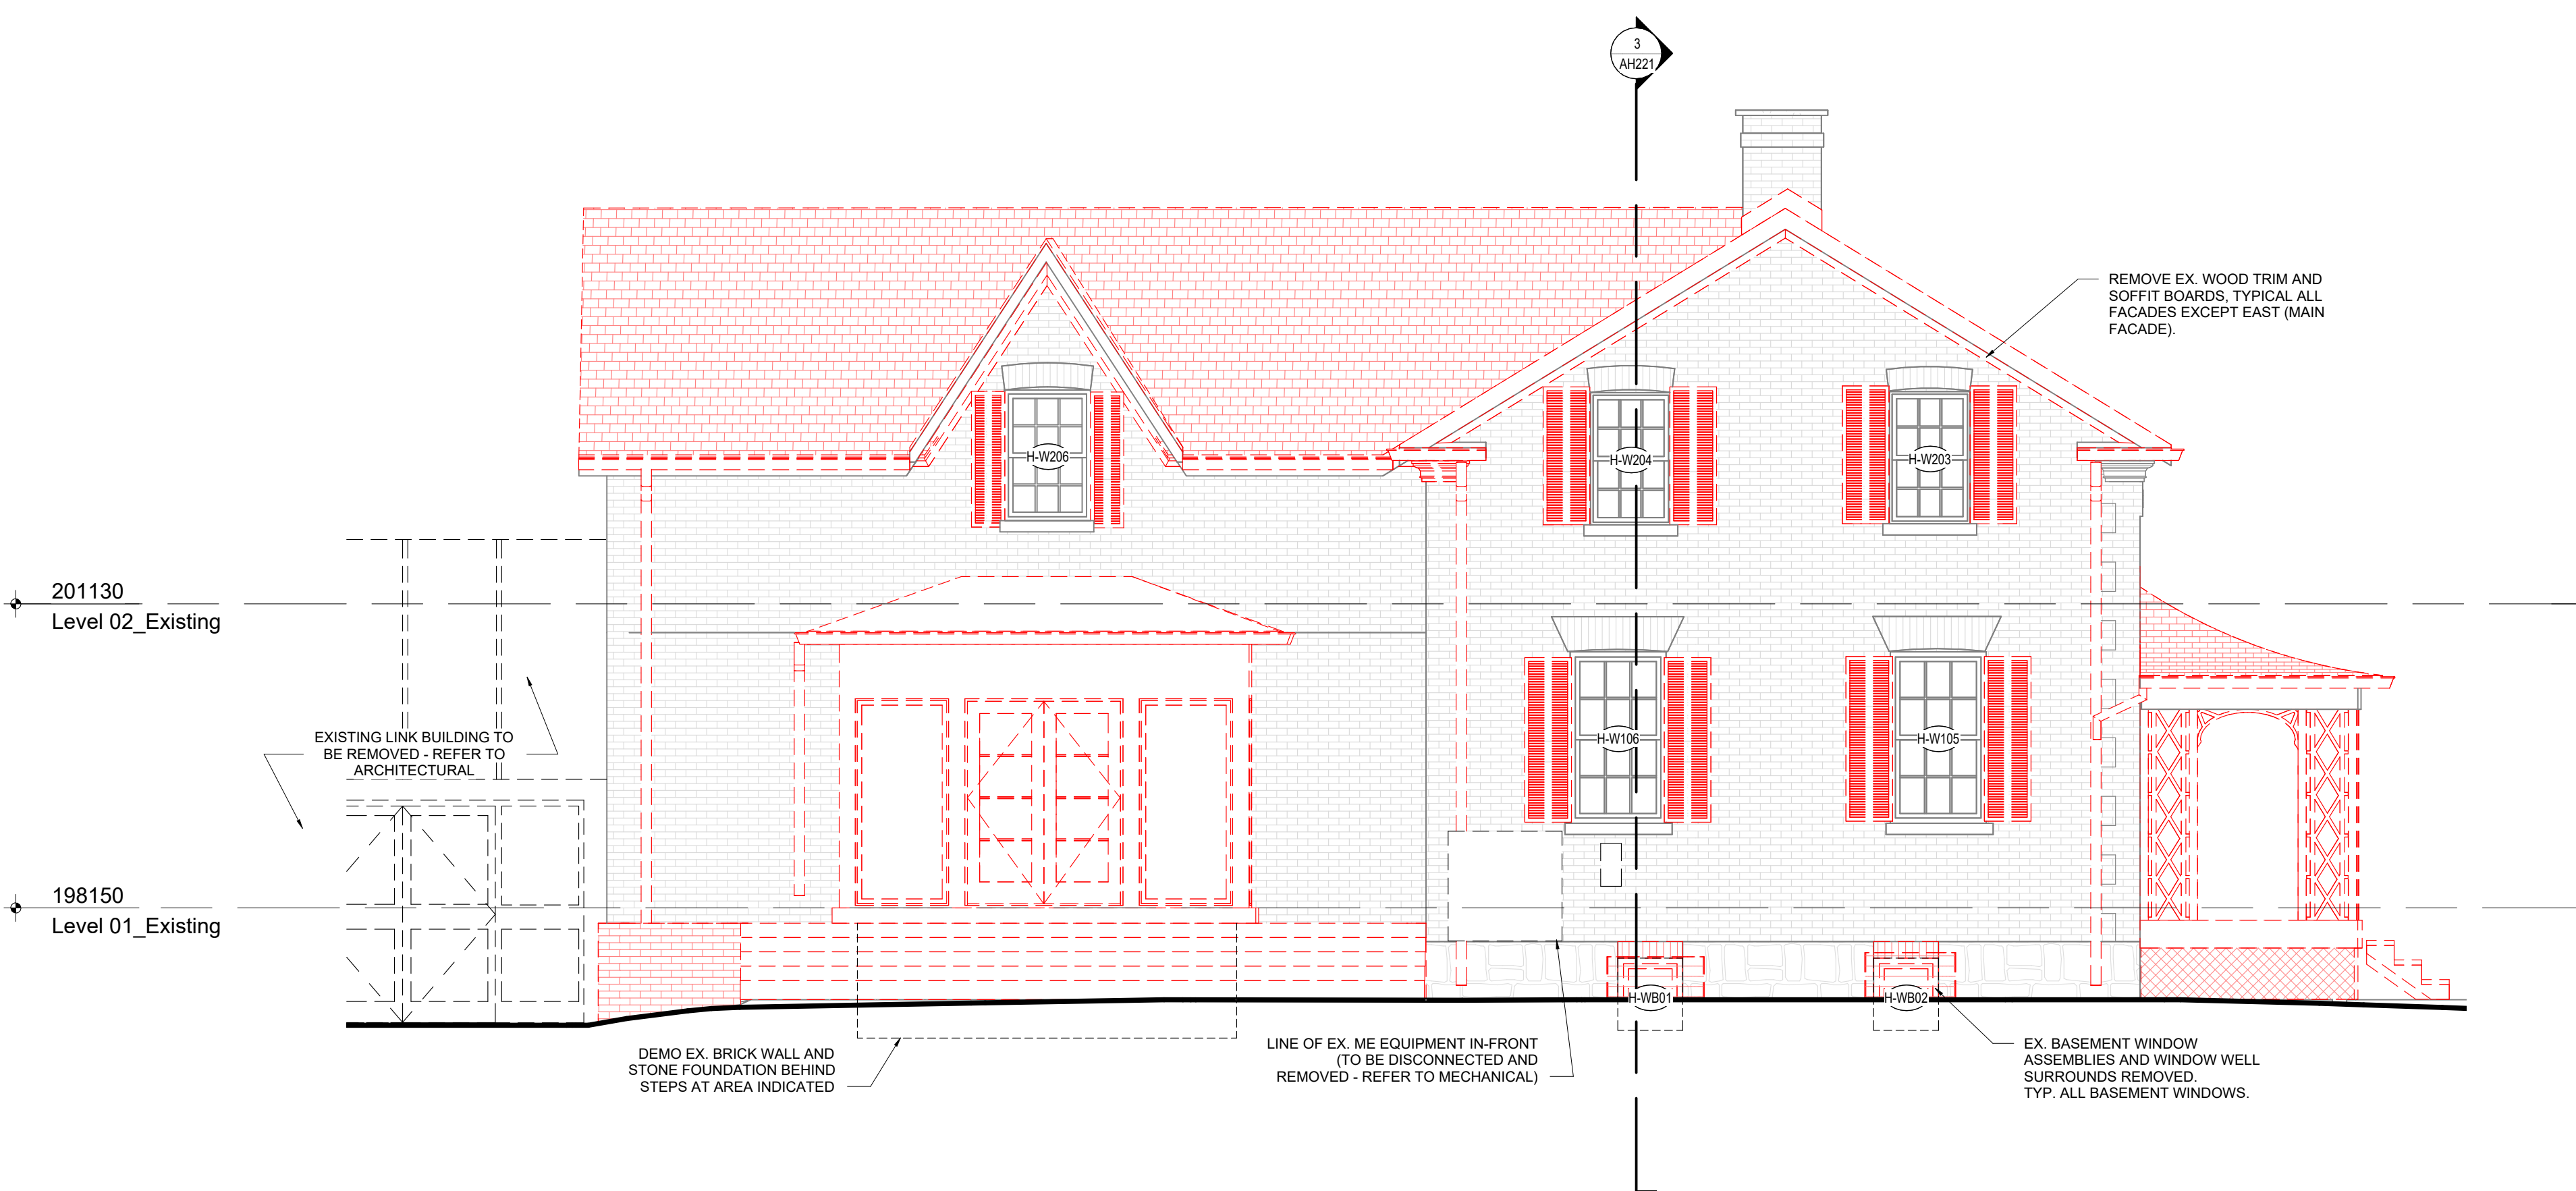 3
AH221
REMOVE EX. WOOD TRIM AND
SOFFIT BOARDS, TYPICAL ALL
FACADES EXCEPT EAST (MAIN
FACADE).
H-W206
H-W204
H-W203
201130
Level 02_Existing
EXISTING LINK BUILDING TO
BE REMOVED - REFER TO
ARCHITECTURAL
H-W106
H-W105
198150
Level 01_Existing
H-WB01
H-WB02
DEMO EX. BRICK WALL AND
STONE FOUNDATION BEHIND
STEPS AT AREA INDICATED
LINE OF EX. ME EQUIPMENT IN-FRONT
(TO BE DISCONNECTED AND
REMOVED - REFER TO MECHANICAL)
EX. BASEMENT WINDOW
ASSEMBLIES AND WINDOW WELL
SURROUNDS REMOVED.
TYP. ALL BASEMENT WINDOWS.